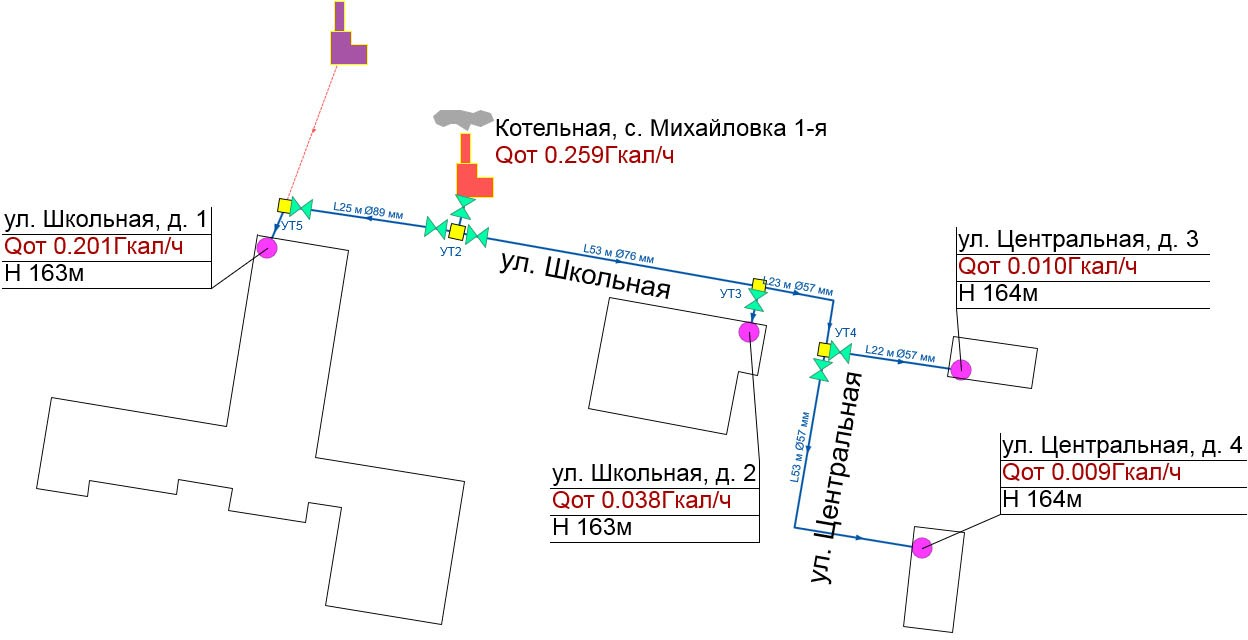 Котельная, с. Михайловка 1-я
Qот 0.259Гкал/ч
ул. Школьная, д. 1
Qот 0.201Гкал/ч
Н 163м
УТ5
L25 м Ø89 мм
УТ2
L53 м Ø76 мм
ул. Школьная
УТ3
L23 м Ø57 мм
ул. Центральная, д. 3
Qот 0.010Гкал/ч
Н 164м
УТ4
L22 м Ø57 мм
L53 м Ø57 мм
ул. Центральная
ул. Школьная, д. 2
Qот 0.038Гкал/ч
Н 163м
ул. Центральная, д. 4
Qот 0.009Гкал/ч
Н 164м